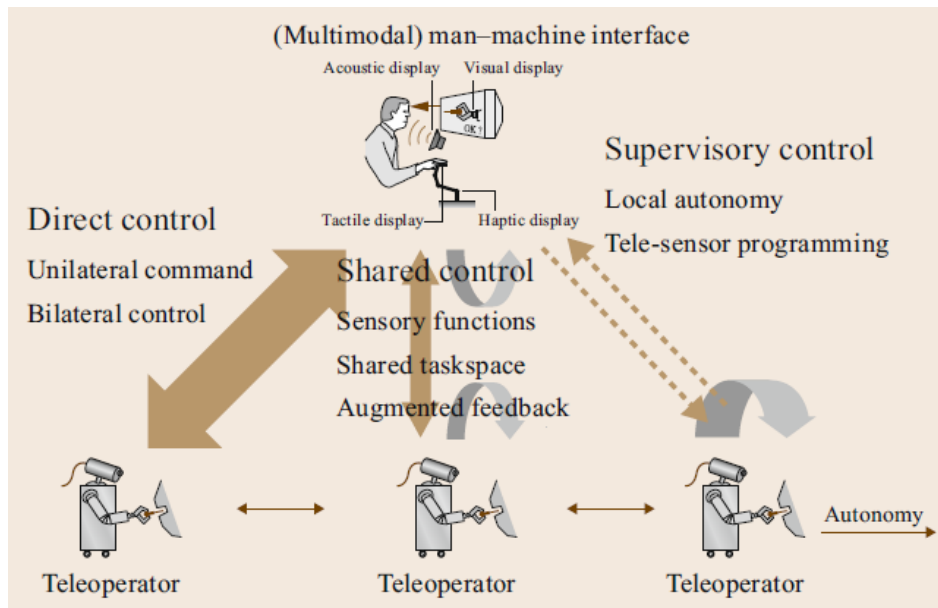 (Multimodal) man–machine interface
Acoustic display
Visual display
OK ?
Tactile display
Haptic display
Direct control
Unilateral command
Bilateral control
Shared control
Sensory functions
Shared taskspace
Augmented feedback
Supervisory control
Local autonomy
Tele-sensor programming
Autonomy
Teleoperator
Teleoperator
Teleoperator